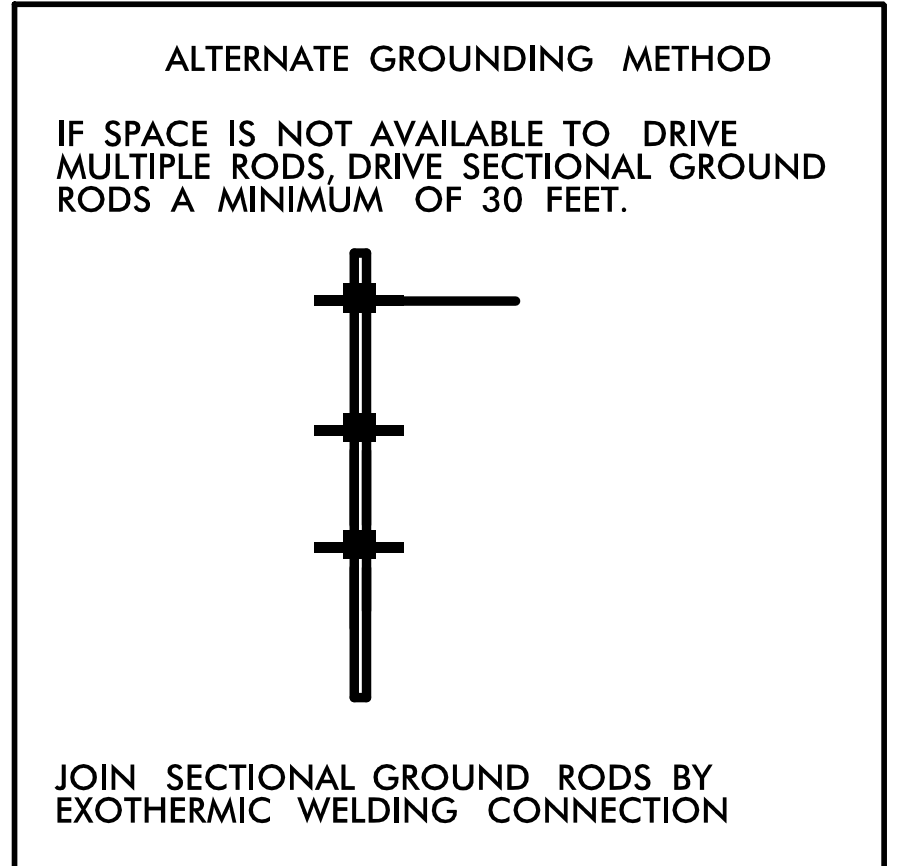 ALTERNATE GROUNDING METHOD
IF SPACE IS NOT AVAILABLE TO DRIVE
MULTIPLE RODS, DRIVE SECTIONAL GROUND
RODS A MINIMUM OF 30 FEET.
JOIN SECTIONAL GROUND RODS BY
EXOTHERMIC WELDING CONNECTION